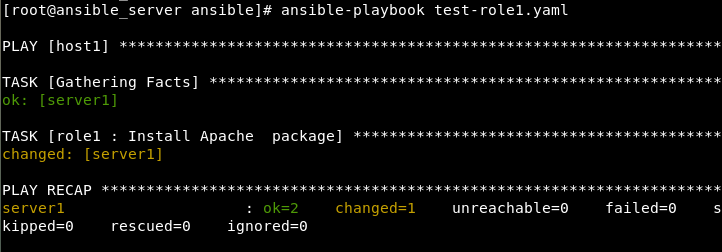 [root@ansible_server ansible]# ansible-playbook test-role1.yaml
PLAY [host1] *******************************************************************
TASK [Gathering Facts] *********************************************************
ok: [server1]
TASK [role1 : Install Apache  package] *****************************************
changed: [server1]
PLAY RECAP *********************************************************************
server1                    : ok=2    changed=1    unreachable=0    failed=0    s
kipped=0    rescued=0    ignored=0